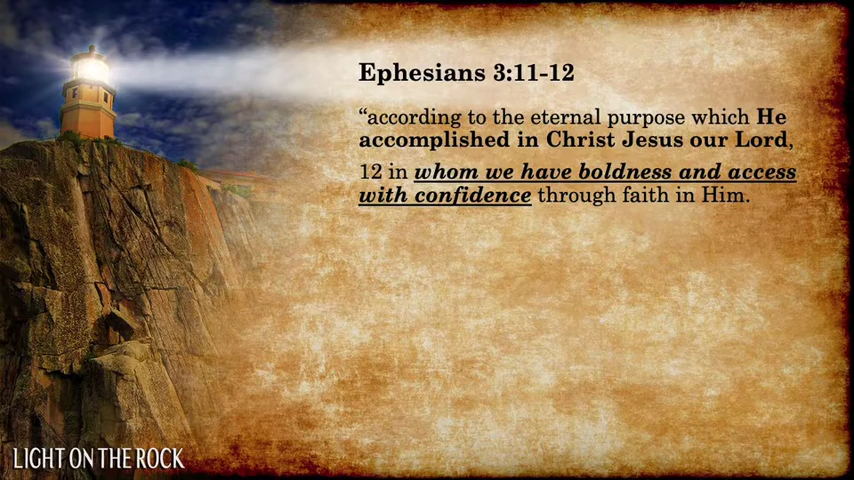 Ephesians 3:11-12
“according to the eternal purpose which He
accomplished in Christ Jesus our Lord,
12 in whom we have boldness and access
with confidence through faith in Him.
LIGHT ON THE ROCK